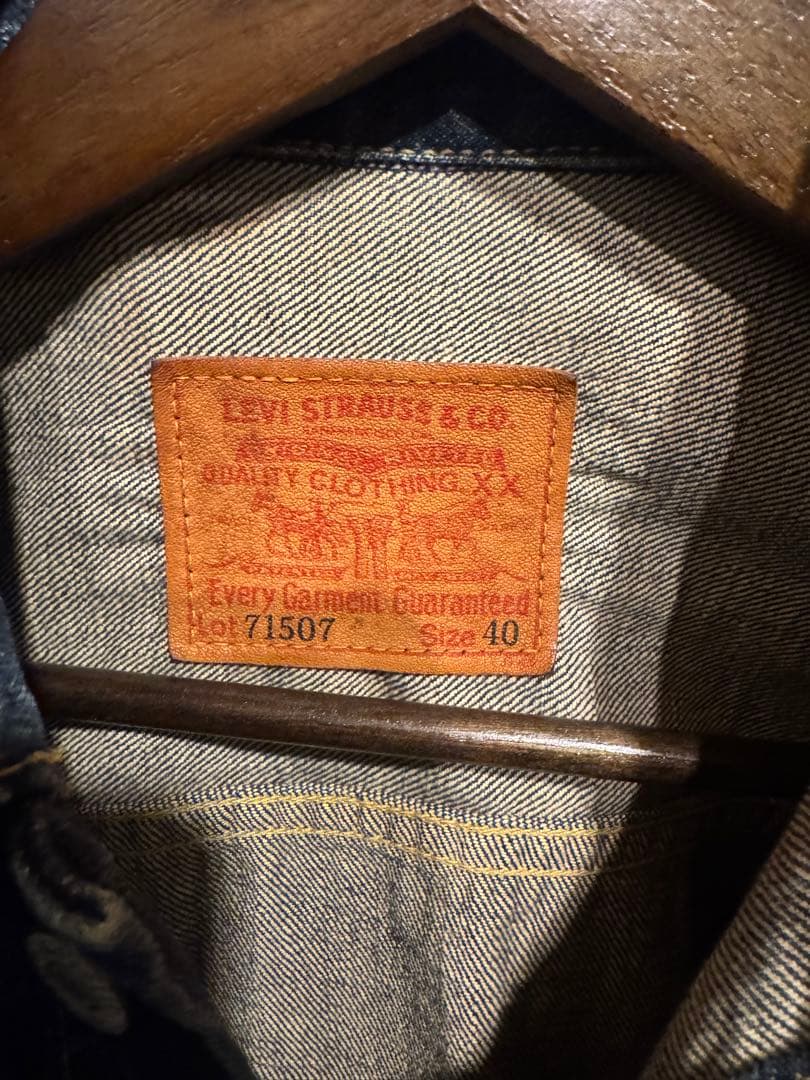 LEVI STRAUSS & CO
QUALITY CLOTHING XX
Every Garment Guaranteed
Lot 71507 Size 40